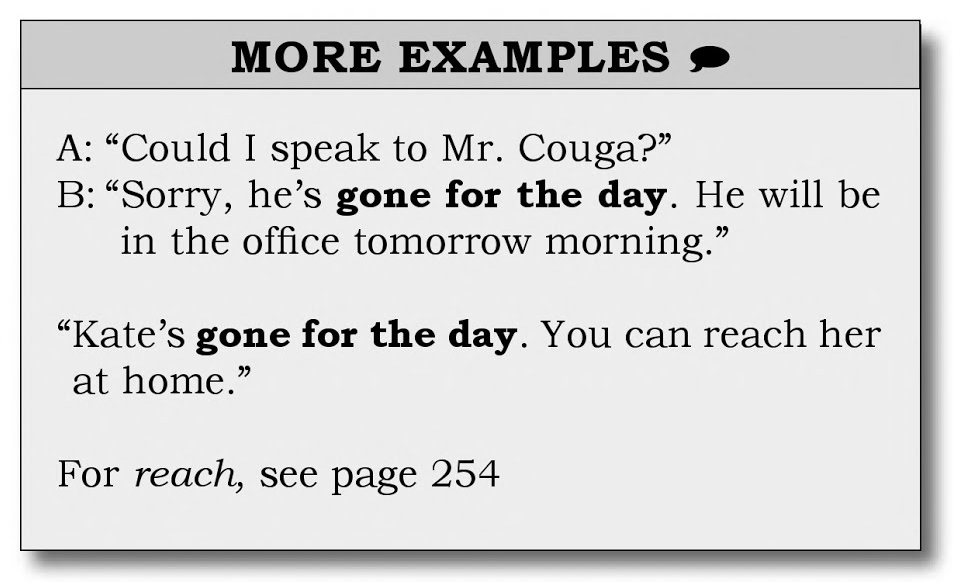 MORE EXAMPLES
A: “Could I speak to Mr. Couga?”
B: “Sorry, he’s gone for the day. He will be
in the office tomorrow morning.”
“Kate’s gone for the day. You can reach her
at home.”
For reach, see page 254